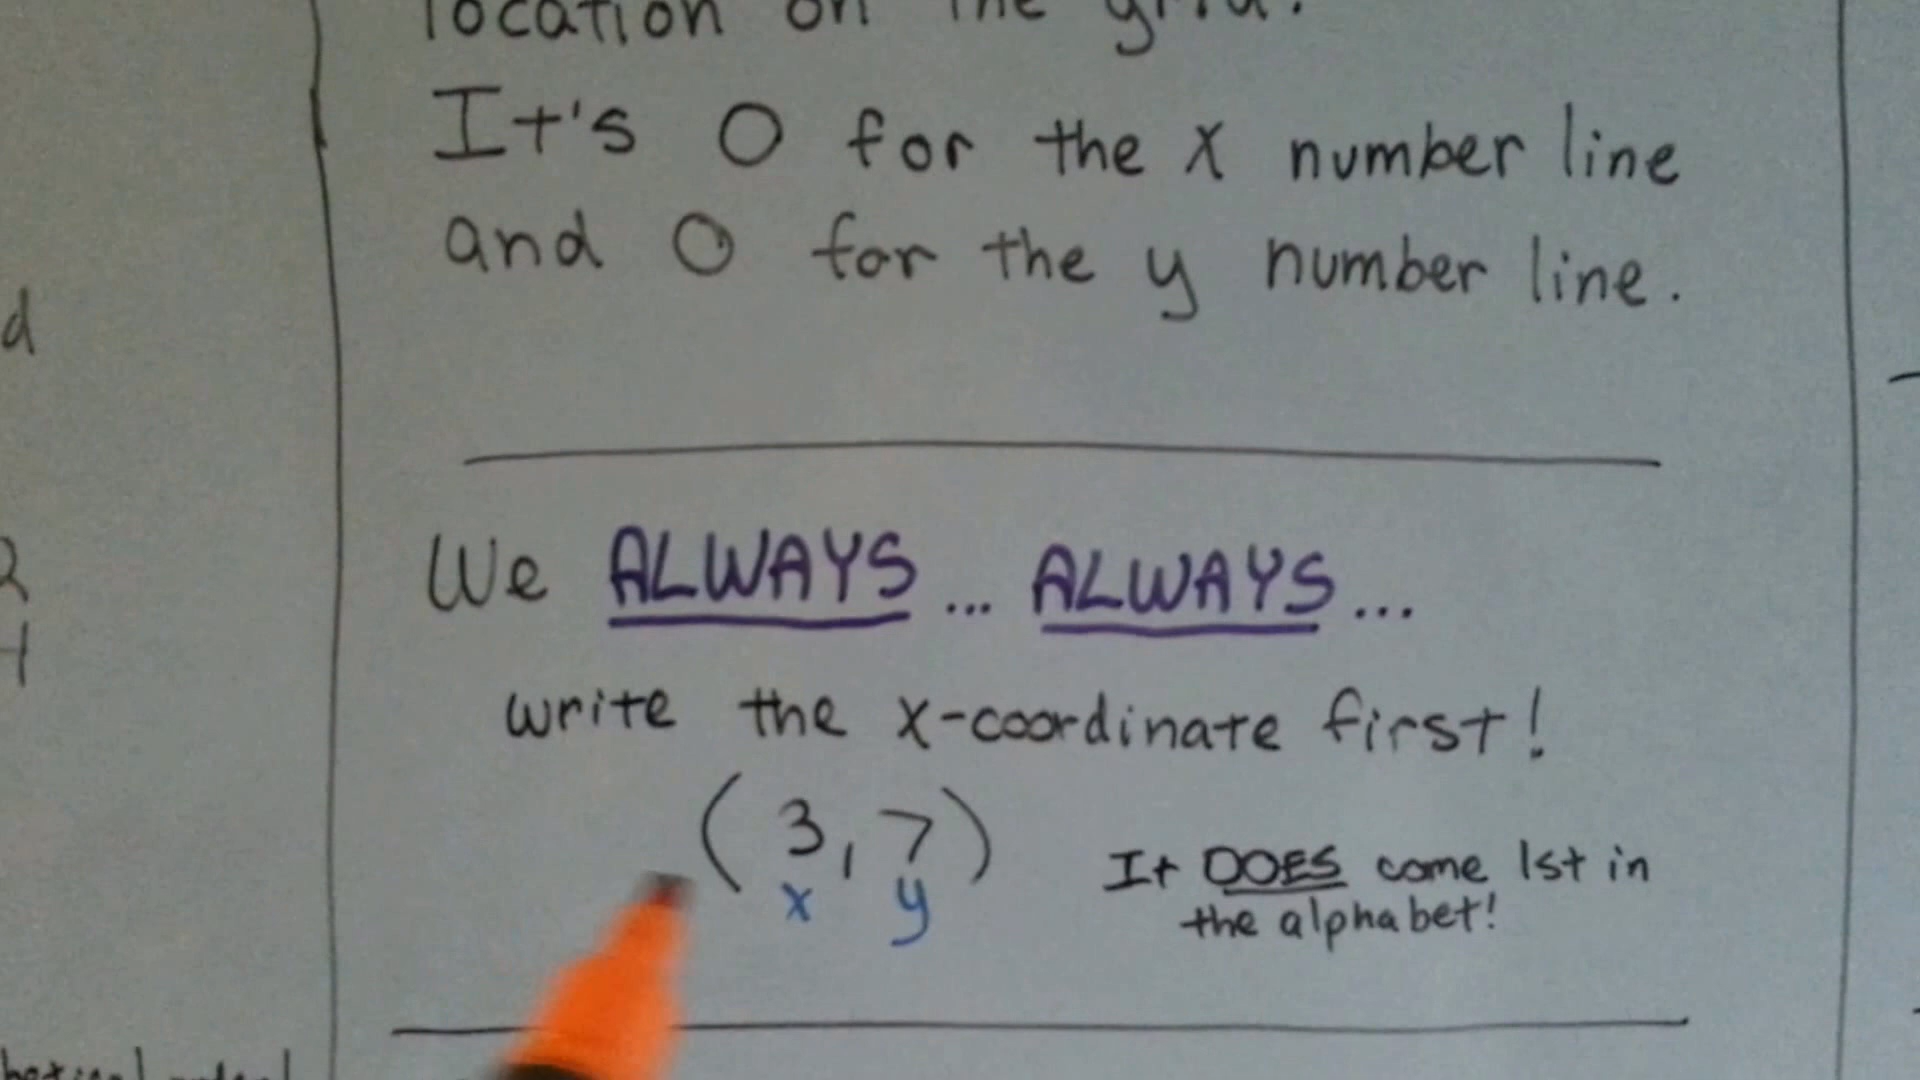 location on the grid.
It's 0 for the x number line
and 0 for the y number line.
We ALWAYS... ALWAYS...
write the x-coordinate first!
(3,7)
x y
It DOES come 1st in
the alphabet!
d
2